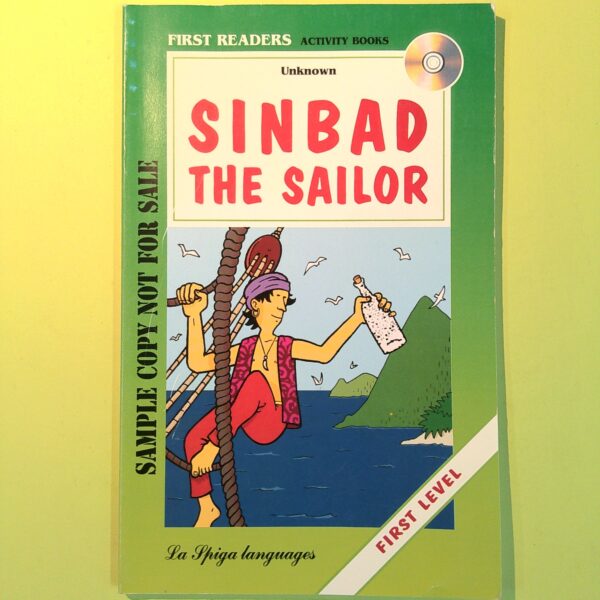 FIRST READERS ACTIVITY BOOKS
Unknown
SINBAD
THE SAILOR
SAMPLE COPY NOT FOR SALE
FIRST LEVEL
La Spiga languages